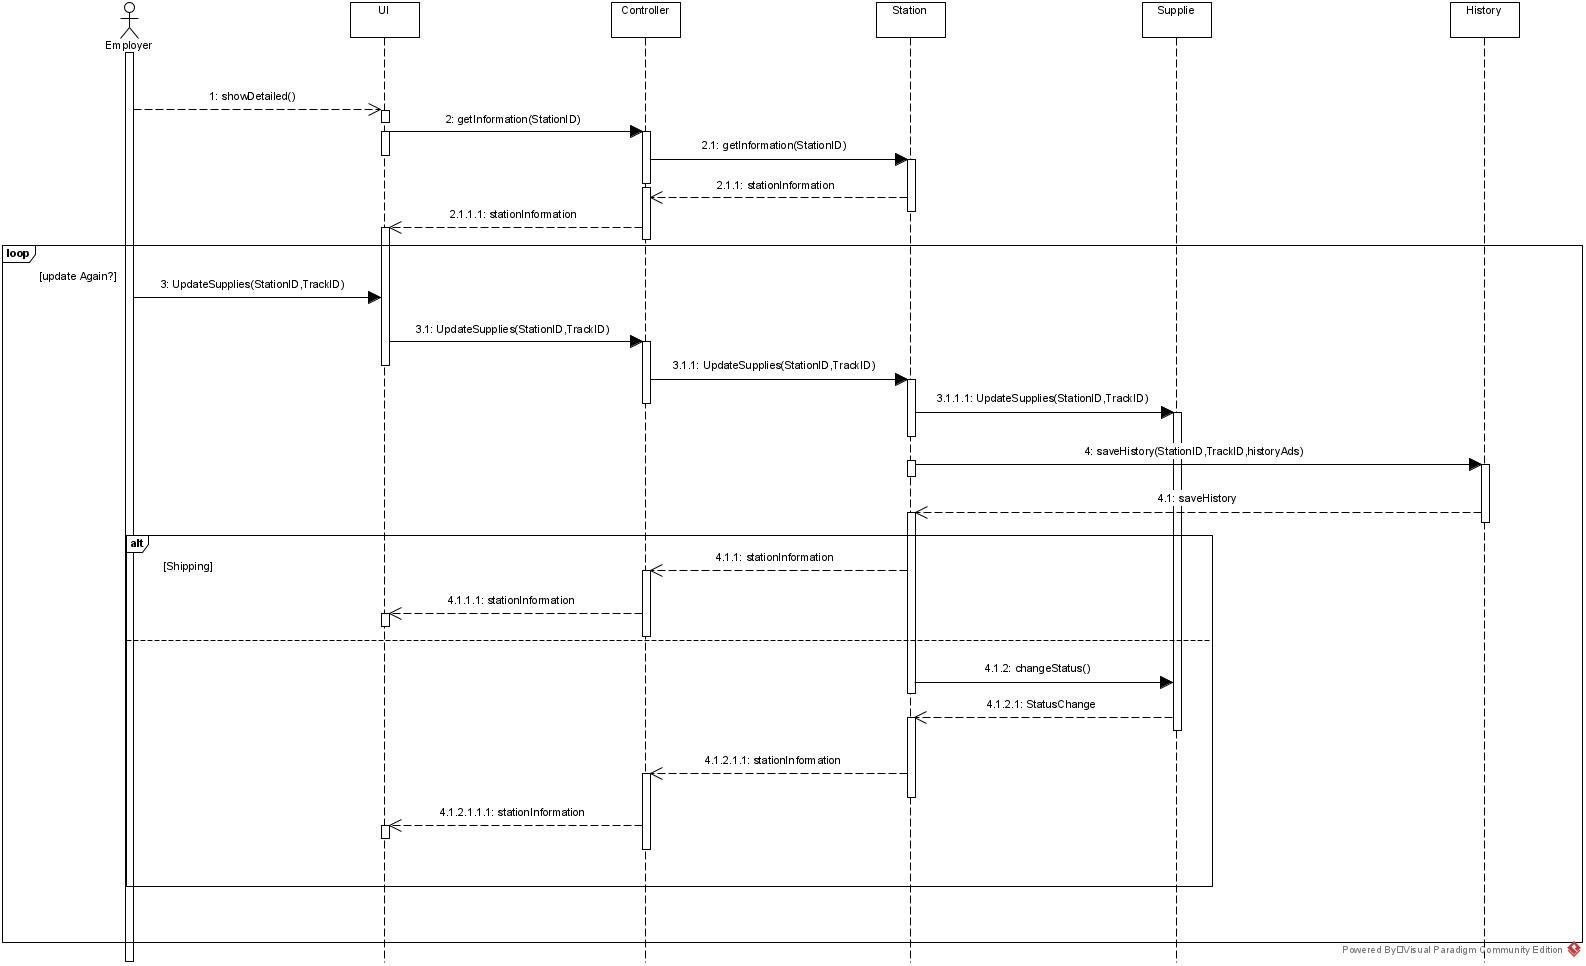 UI
Controller
Station
Supplie
History
Employer
1: showDetailed()
2: getInformation(StationID)
2.1: getInformation(StationID)
2.1.1: stationInformation
2.1.1.1: stationInformation
loop
[update Again?]
3: UpdateSupplies(StationID,TrackID)
3.1: UpdateSupplies(StationID,TrackID)
3.1.1: UpdateSupplies(StationID,TrackID)
3.1.1.1: UpdateSupplies(StationID,TrackID)
4: saveHistory(StationID,TrackID,historyAds)
4.1: saveHistory
alt
[Shipping]
4.1.1: stationInformation
4.1.1.1: stationInformation
4.1.2: changeStatus()
4.1.2.1: StatusChange
4.1.2.1.1: stationInformation
4.1.2.1.1.1: stationInformation
Powered By Visual Paradigm Community Edition